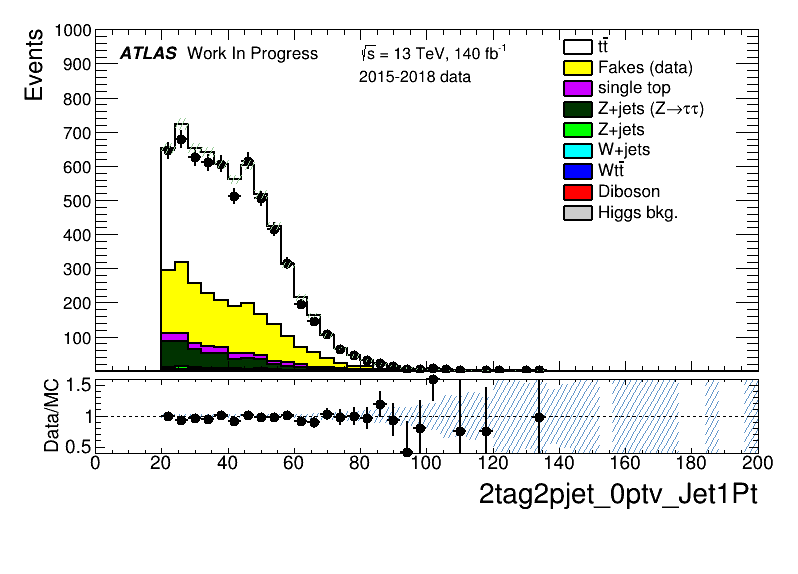 Events
1000
900
800
700
600
500
400
300
200
100
ATLAS Work In Progress
√s = 13 TeV, 140 fb⁻¹
2015-2018 data
tt̄
Fakes (data)
single top
Z+jets (Z→ττ)
Z+jets
W+jets
Wtt̄
Diboson
Higgs bkg.
Data/MC
1.5
1
0.5
0 20 40 60 80 100 120 140 160 180 200
2tag2pjet_0ptv_Jet1Pt